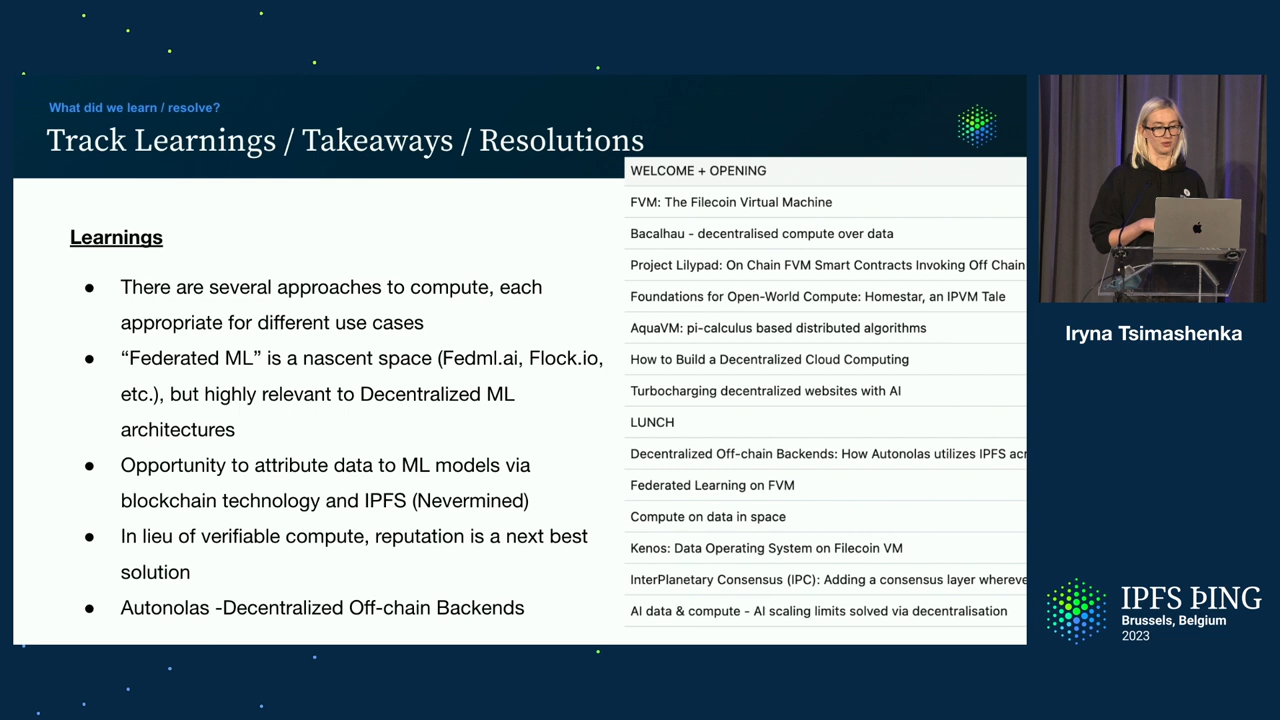 What did we learn / resolve?
Track Learnings / Takeaways / Resolutions
Learnings
● There are several approaches to compute, each
appropriate for different use cases
● “Federated ML” is a nascent space (Fedml.ai, Flock.io,
etc.), but highly relevant to Decentralized ML
architectures
● Opportunity to attribute data to ML models via
blockchain technology and IPFS (Nevermined)
● In lieu of verifiable compute, reputation is a next best
solution
● Autonolas -Decentralized Off-chain Backends
WELCOME + OPENING
FVM: The Filecoin Virtual Machine
Bacalhau - decentralised compute over data
Project Lilypad: On Chain FVM Smart Contracts Invoking Off Chain
Foundations for Open-World Compute: Homestar, an IPVM Tale
AquaVM: pi-calculus based distributed algorithms
How to Build a Decentralized Cloud Computing
Turbocharging decentralized websites with AI
LUNCH
Decentralized Off-chain Backends: How Autonolas utilizes IPFS acr
Federated Learning on FVM
Compute on data in space
Kenos: Data Operating System on Filecoin VM
InterPlanetary Consensus (IPC): Adding a consensus layer whereve
AI data & compute - AI scaling limits solved via decentralisation
Iryna Tsimashenka
IPFS ÞING
Brussels, Belgium
2023